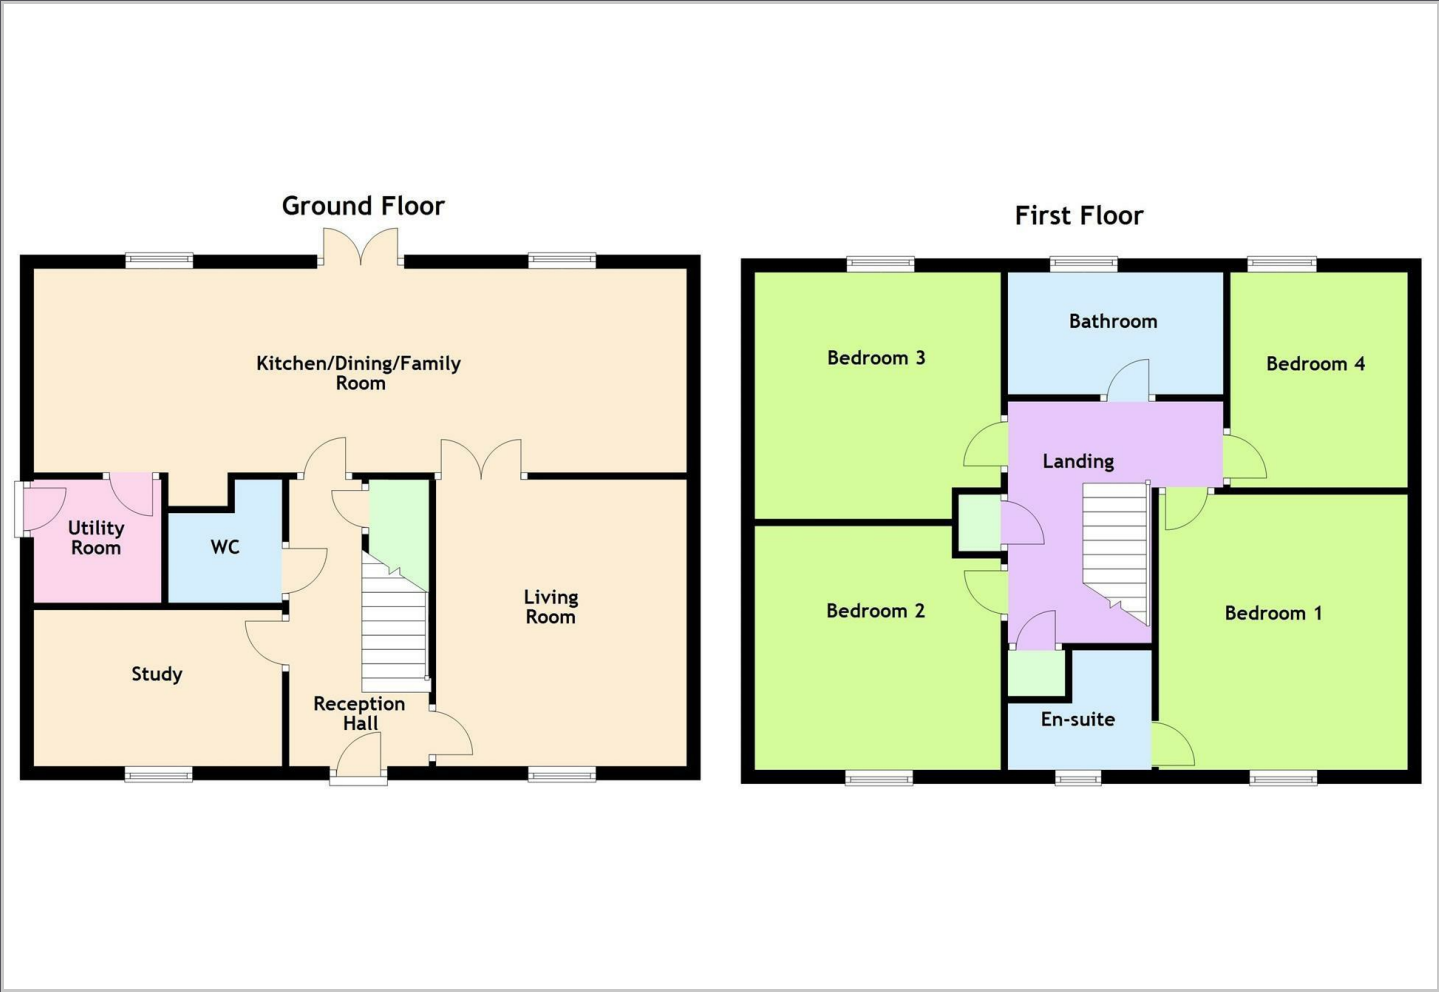 Ground Floor
Kitchen/Dining/Family
Room
Utility
Room
WC
Living
Room
Study
Reception
Hall
First Floor
Bathroom
Bedroom 3
Bedroom 4
Landing
Bedroom 2
Bedroom 1
En-suite